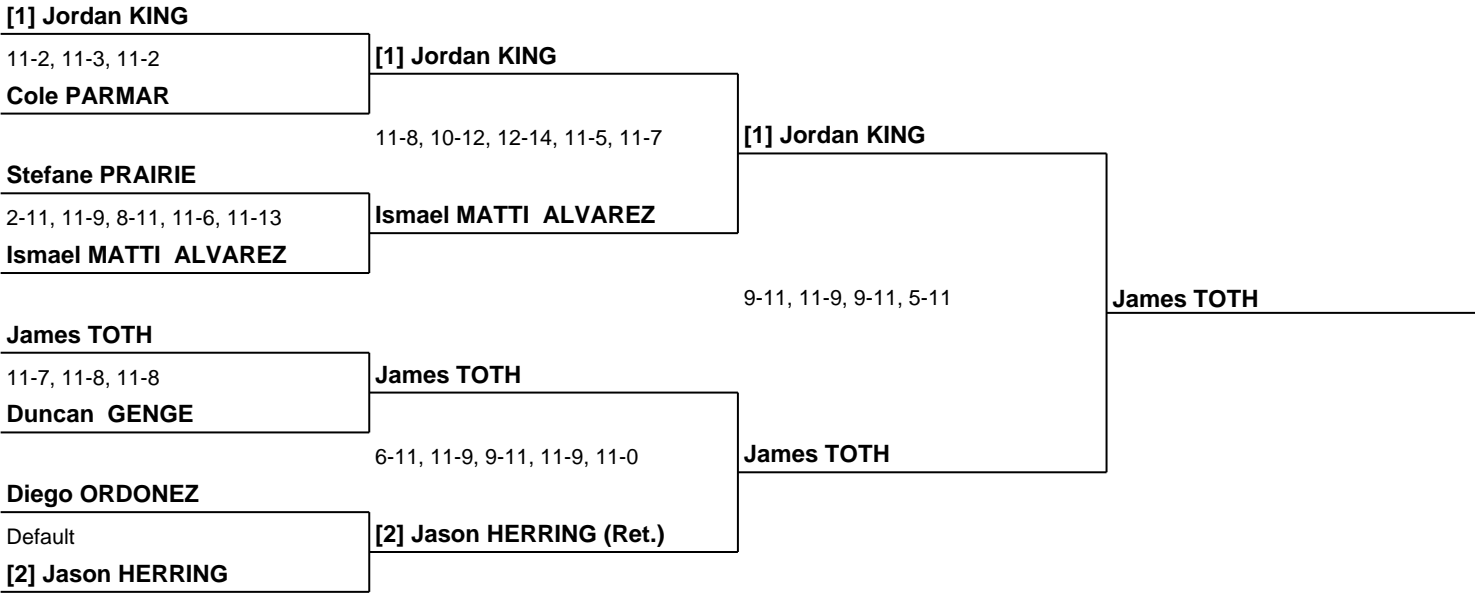 [1] Jordan KING
11-2, 11-3, 11-2
[1] Jordan KING
Cole PARMAR
11-8, 10-12, 12-14, 11-5, 11-7
[1] Jordan KING
Stefane PRAIRIE
2-11, 11-9, 8-11, 11-6, 11-13
Ismael MATTI  ALVAREZ
Ismael MATTI  ALVAREZ
9-11, 11-9, 9-11, 5-11
James TOTH
James TOTH
11-7, 11-8, 11-8
James TOTH
Duncan  GENGE
6-11, 11-9, 9-11, 11-9, 11-0
James TOTH
Diego ORDONEZ
Default
[2] Jason HERRING (Ret.)
[2] Jason HERRING